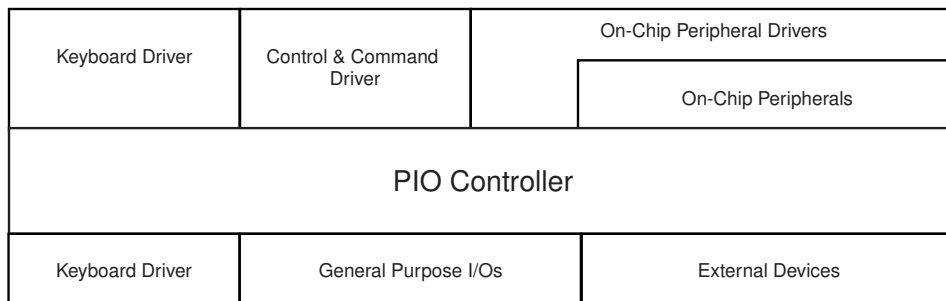 Keyboard Driver
Control & Command
Driver
On-Chip Peripheral Drivers
On-Chip Peripherals
PIO Controller
Keyboard Driver
General Purpose I/Os
External Devices